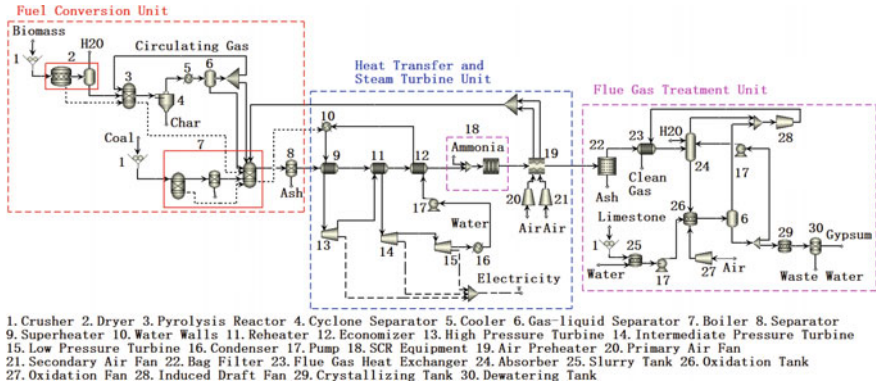 Fuel Conversion Unit
Biomass
H2O
Circulating Gas
1
2
3
4
5
6
Char
Coal
1
7
8
Ash
Heat Transfer and
Steam Turbine Unit
10
9
11
12
18
Ammonia
19
17
Water
20
21
AirAir
13
14
15
16
Electricity
Flue Gas Treatment Unit
22
23
H2O
24
28
17
Ash
Clean
Gas
Limestone
26
6
29
30
Gypsum
1
25
Water
17
27
Air
Waste Water
1. Crusher 2. Dryer 3. Pyrolysis Reactor 4. Cyclone Separator 5. Cooler 6. Gas-liquid Separator 7. Boiler 8. Separator
9. Superheater 10. Water Walls 11. Reheater 12. Economizer 13. High Pressure Turbine 14. Intermediate Pressure Turbine
15. Low Pressure Turbine 16. Condenser 17. Pump 18. SCR Equipment 19. Air Preheater 20. Primary Air Fan
21. Secondary Air Fan 22. Bag Filter 23. Flue Gas Heat Exchanger 24. Absorber 25. Slurry Tank 26. Oxidation Tank
27. Oxidation Fan 28. Induced Draft Fan 29. Crystallizing Tank 30. Dewatering Tank